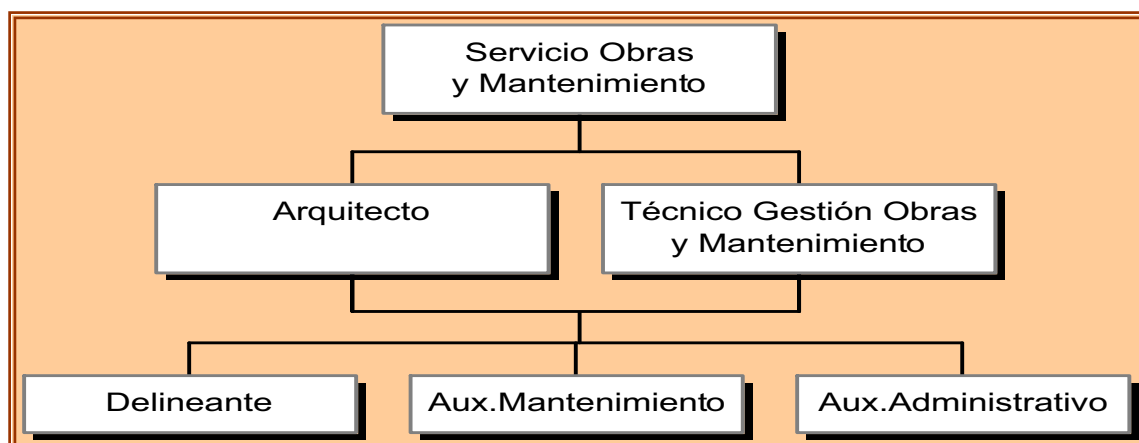 Servicio Obras
y Mantenimiento
Arquitecto
Técnico Gestión Obras
y Mantenimiento
Delineante
Aux.Mantenimiento
Aux.Administrativo